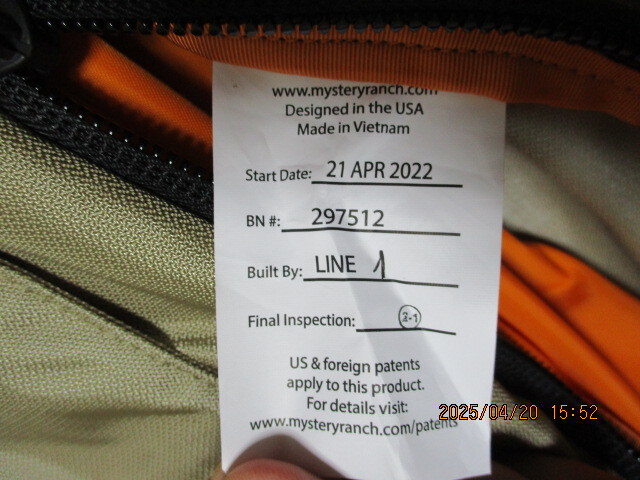 www.mysteryranch.com
Designed in the USA
Made in Vietnam
Start Date: 21 APR 2022
BN #: 297512
Built By: LINE 1
Final Inspection: 2-1
US & foreign patents
apply to this product.
For details visit:
www.mysteryranch.com/patents
2025/04/20 15:52